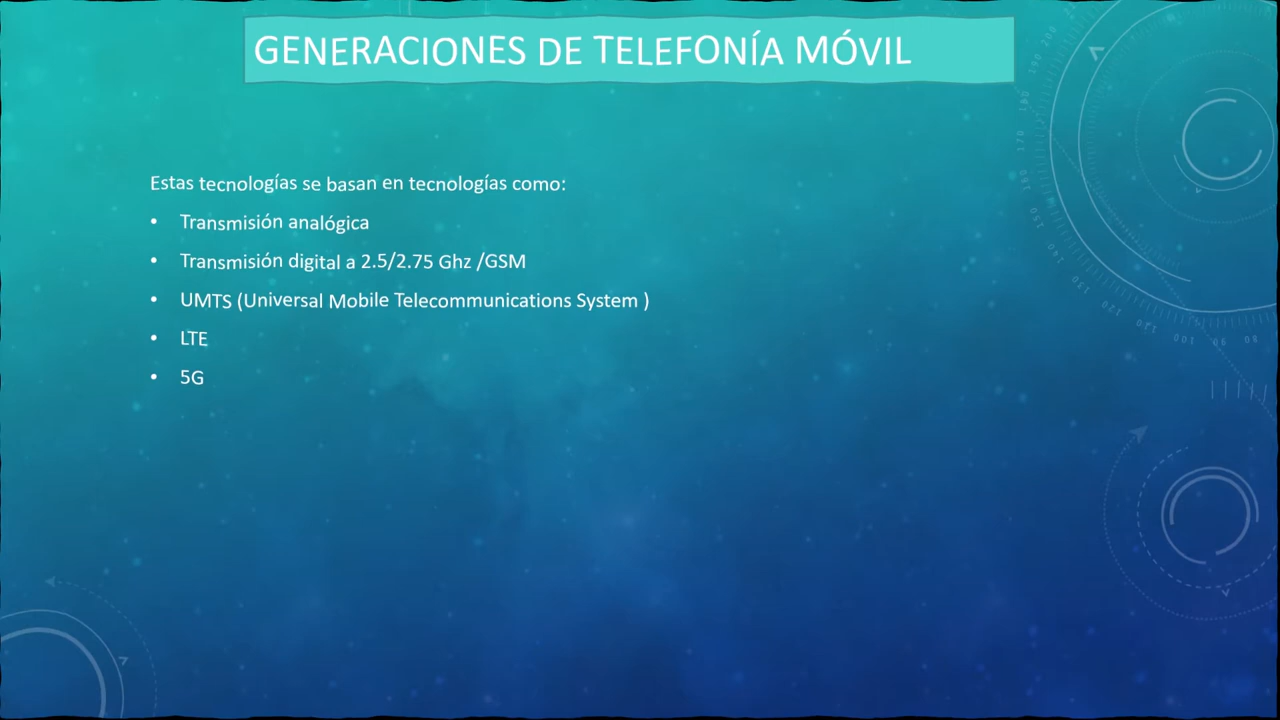 GENERACIONES DE TELEFONÍA MÓVIL
Estas tecnologías se basan en tecnologías como:
• Transmisión analógica
• Transmisión digital a 2.5/2.75 Ghz /GSM
• UMTS (Universal Mobile Telecommunications System )
• LTE
• 5G